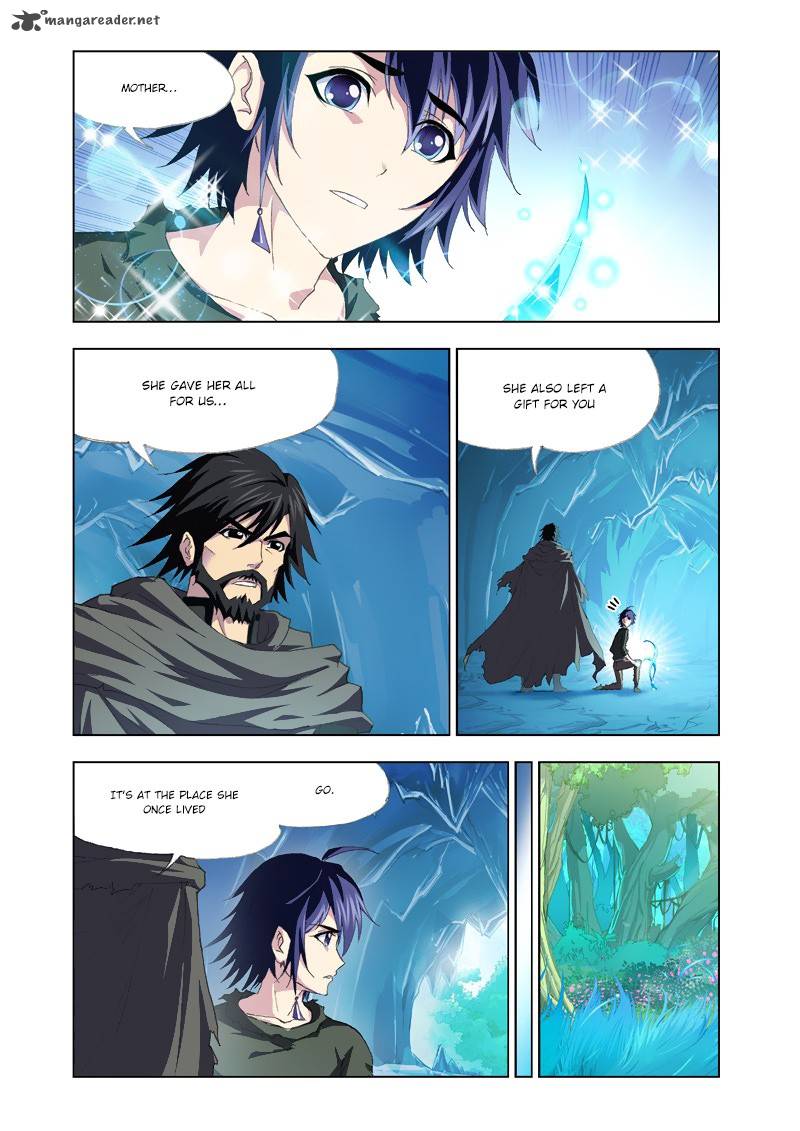 mangareader.net
MOTHER...
SHE GAVE HER ALL
FOR US...
SHE ALSO LEFT A
GIFT FOR YOU
IT'S AT THE PLACE SHE
ONCE LIVED
GO.